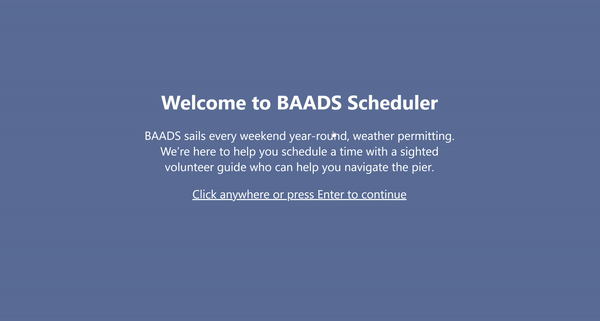 Welcome to BAADS Scheduler
BAADS sails every weekend year-round, weather permitting.
We're here to help you schedule a time with a sighted
volunteer guide who can help you navigate the pier.
Click anywhere or press Enter to continue